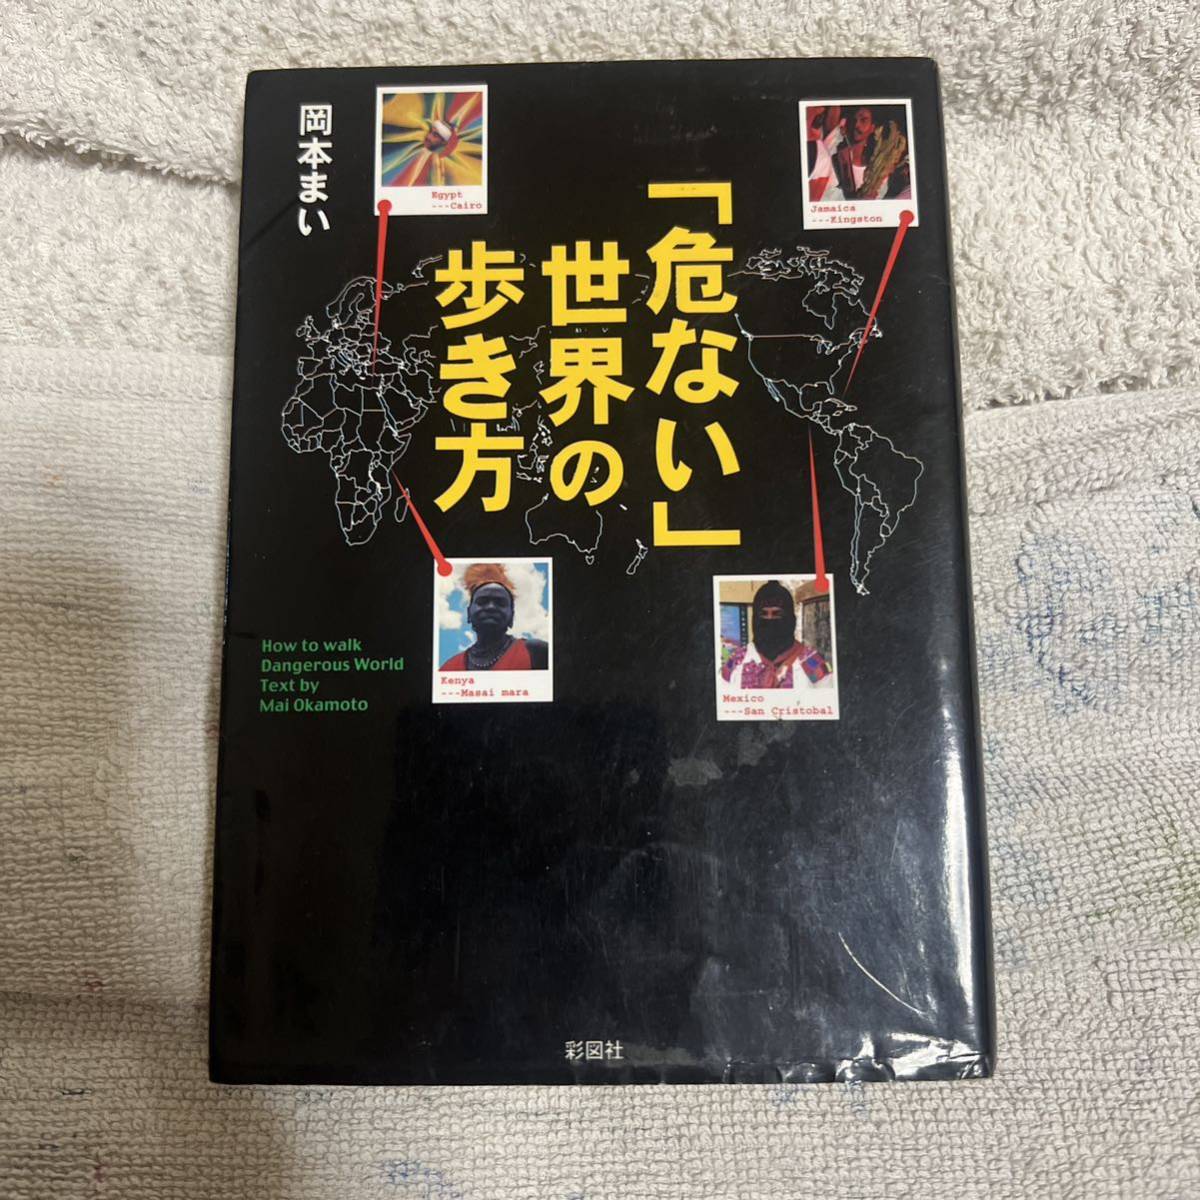 「危ない」
世界の
歩き方
岡本まい
Egypt
---Cairo
Jamaica
---Kingston
Kenya
---Masai mara
Mexico
---San Cristobal
How to walk
Dangerous World
Text by
Mai Okamoto
彩図社